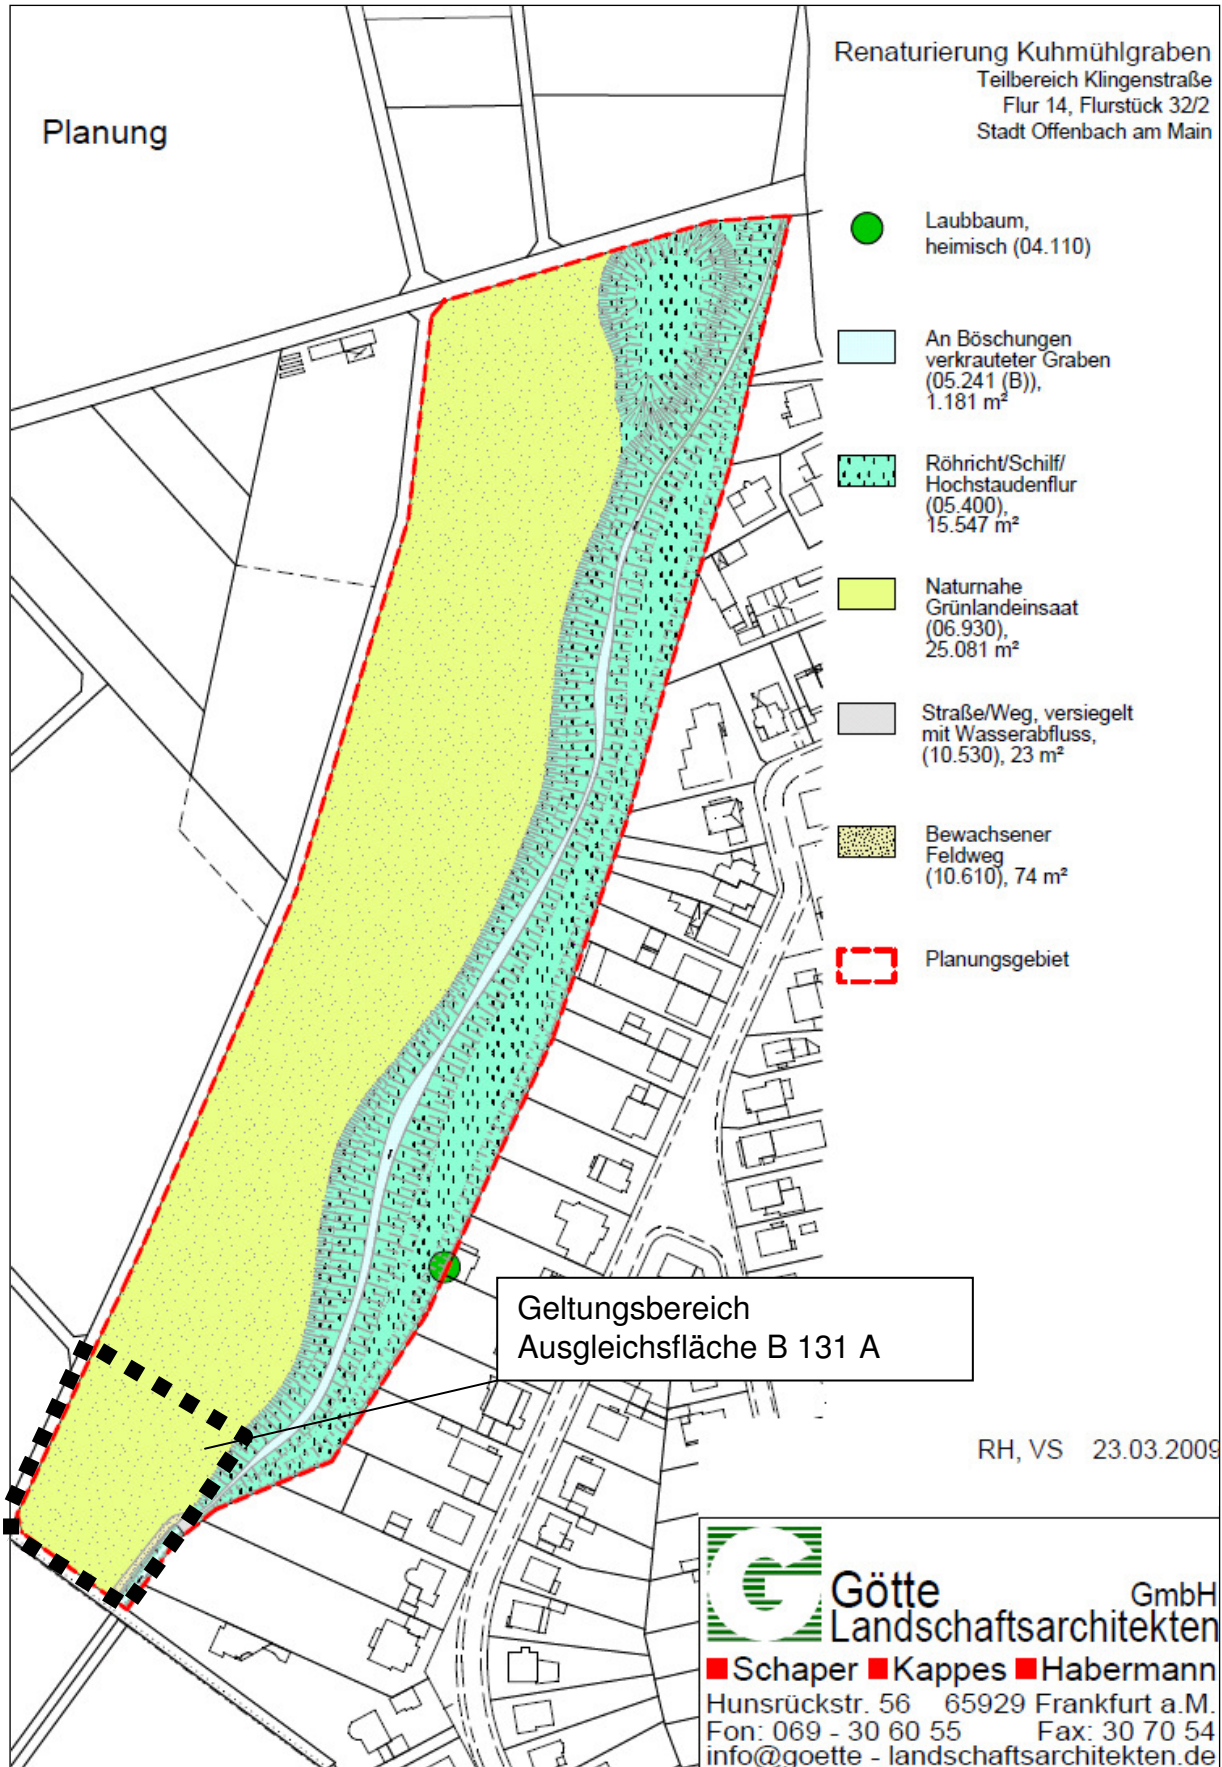 Planung
Renaturierung Kuhmühlgraben
Teilbereich Klingenstraße
Flur 14, Flurstück 32/2
Stadt Offenbach am Main
Laubbaum,
heimisch (04.110)
An Böschungen
verkrauteter Graben
(05.241 (B)),
1.181 m²
Röhricht/Schilf/
Hochstaudenflur
(05.400),
15.547 m²
Naturnahe
Grünlandeinsaat
(06.930),
25.081 m²
Straße/Weg, versiegelt
mit Wasserabfluss,
(10.530), 23 m²
Bewachsener
Feldweg
(10.610), 74 m²
Planungsgebiet
Geltungsbereich
Ausgleichsfläche B 131 A
RH, VS 23.03.2009
Götte GmbH
Landschaftsarchitekten
Schaper Kappes Habermann
Hunsrückstr. 56 65929 Frankfurt a.M.
Fon: 069 - 30 60 55 Fax: 30 70 54
info@goette - landschaftsarchitekten.de